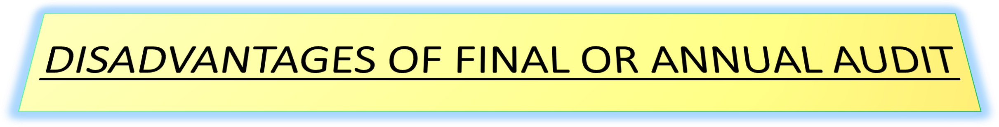 DISADVANTAGES OF FINAL OR ANNUAL AUDIT